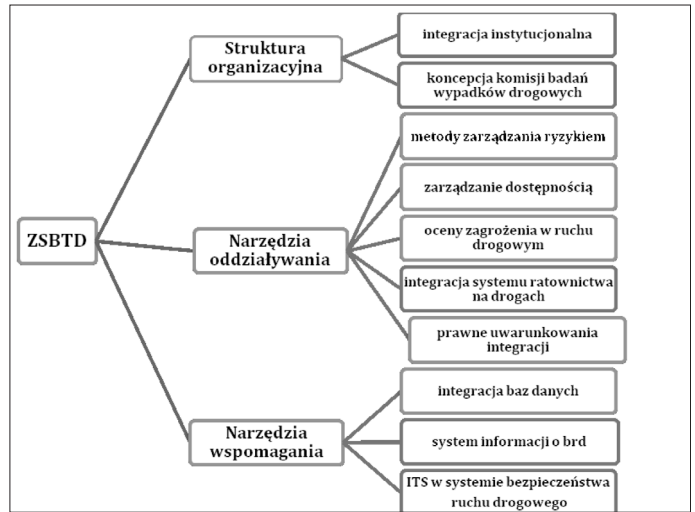 ZSBTD
Struktura
organizacyjna
integracja instytucjonalna
koncepcja komisji badań
wypadków drogowych
Narzędzia
oddziaływania
metody zarządzania ryzykiem
zarządzanie dostępnością
oceny zagrożenia w ruchu
drogowym
integracja systemu ratownictwa
na drogach
prawne uwarunkowania
integracji
Narzędzia
wspomagania
integracja baz danych
system informacji o brd
ITS w systemie bezpieczeństwa
ruchu drogowego